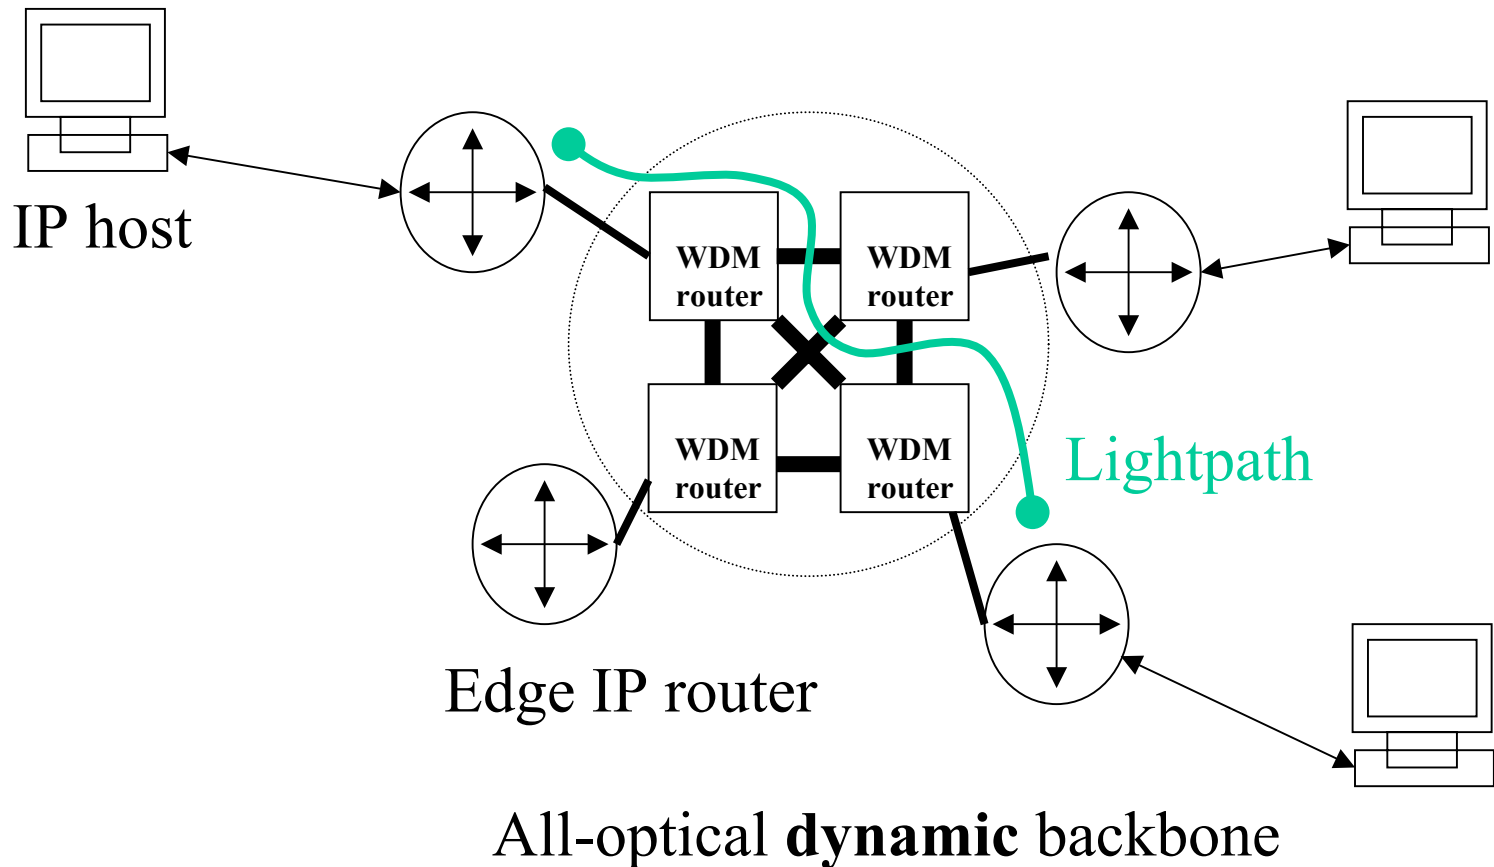 IP host
WDM
router
WDM
router
WDM
router
WDM
router
Lightpath
Edge IP router
All-optical dynamic backbone